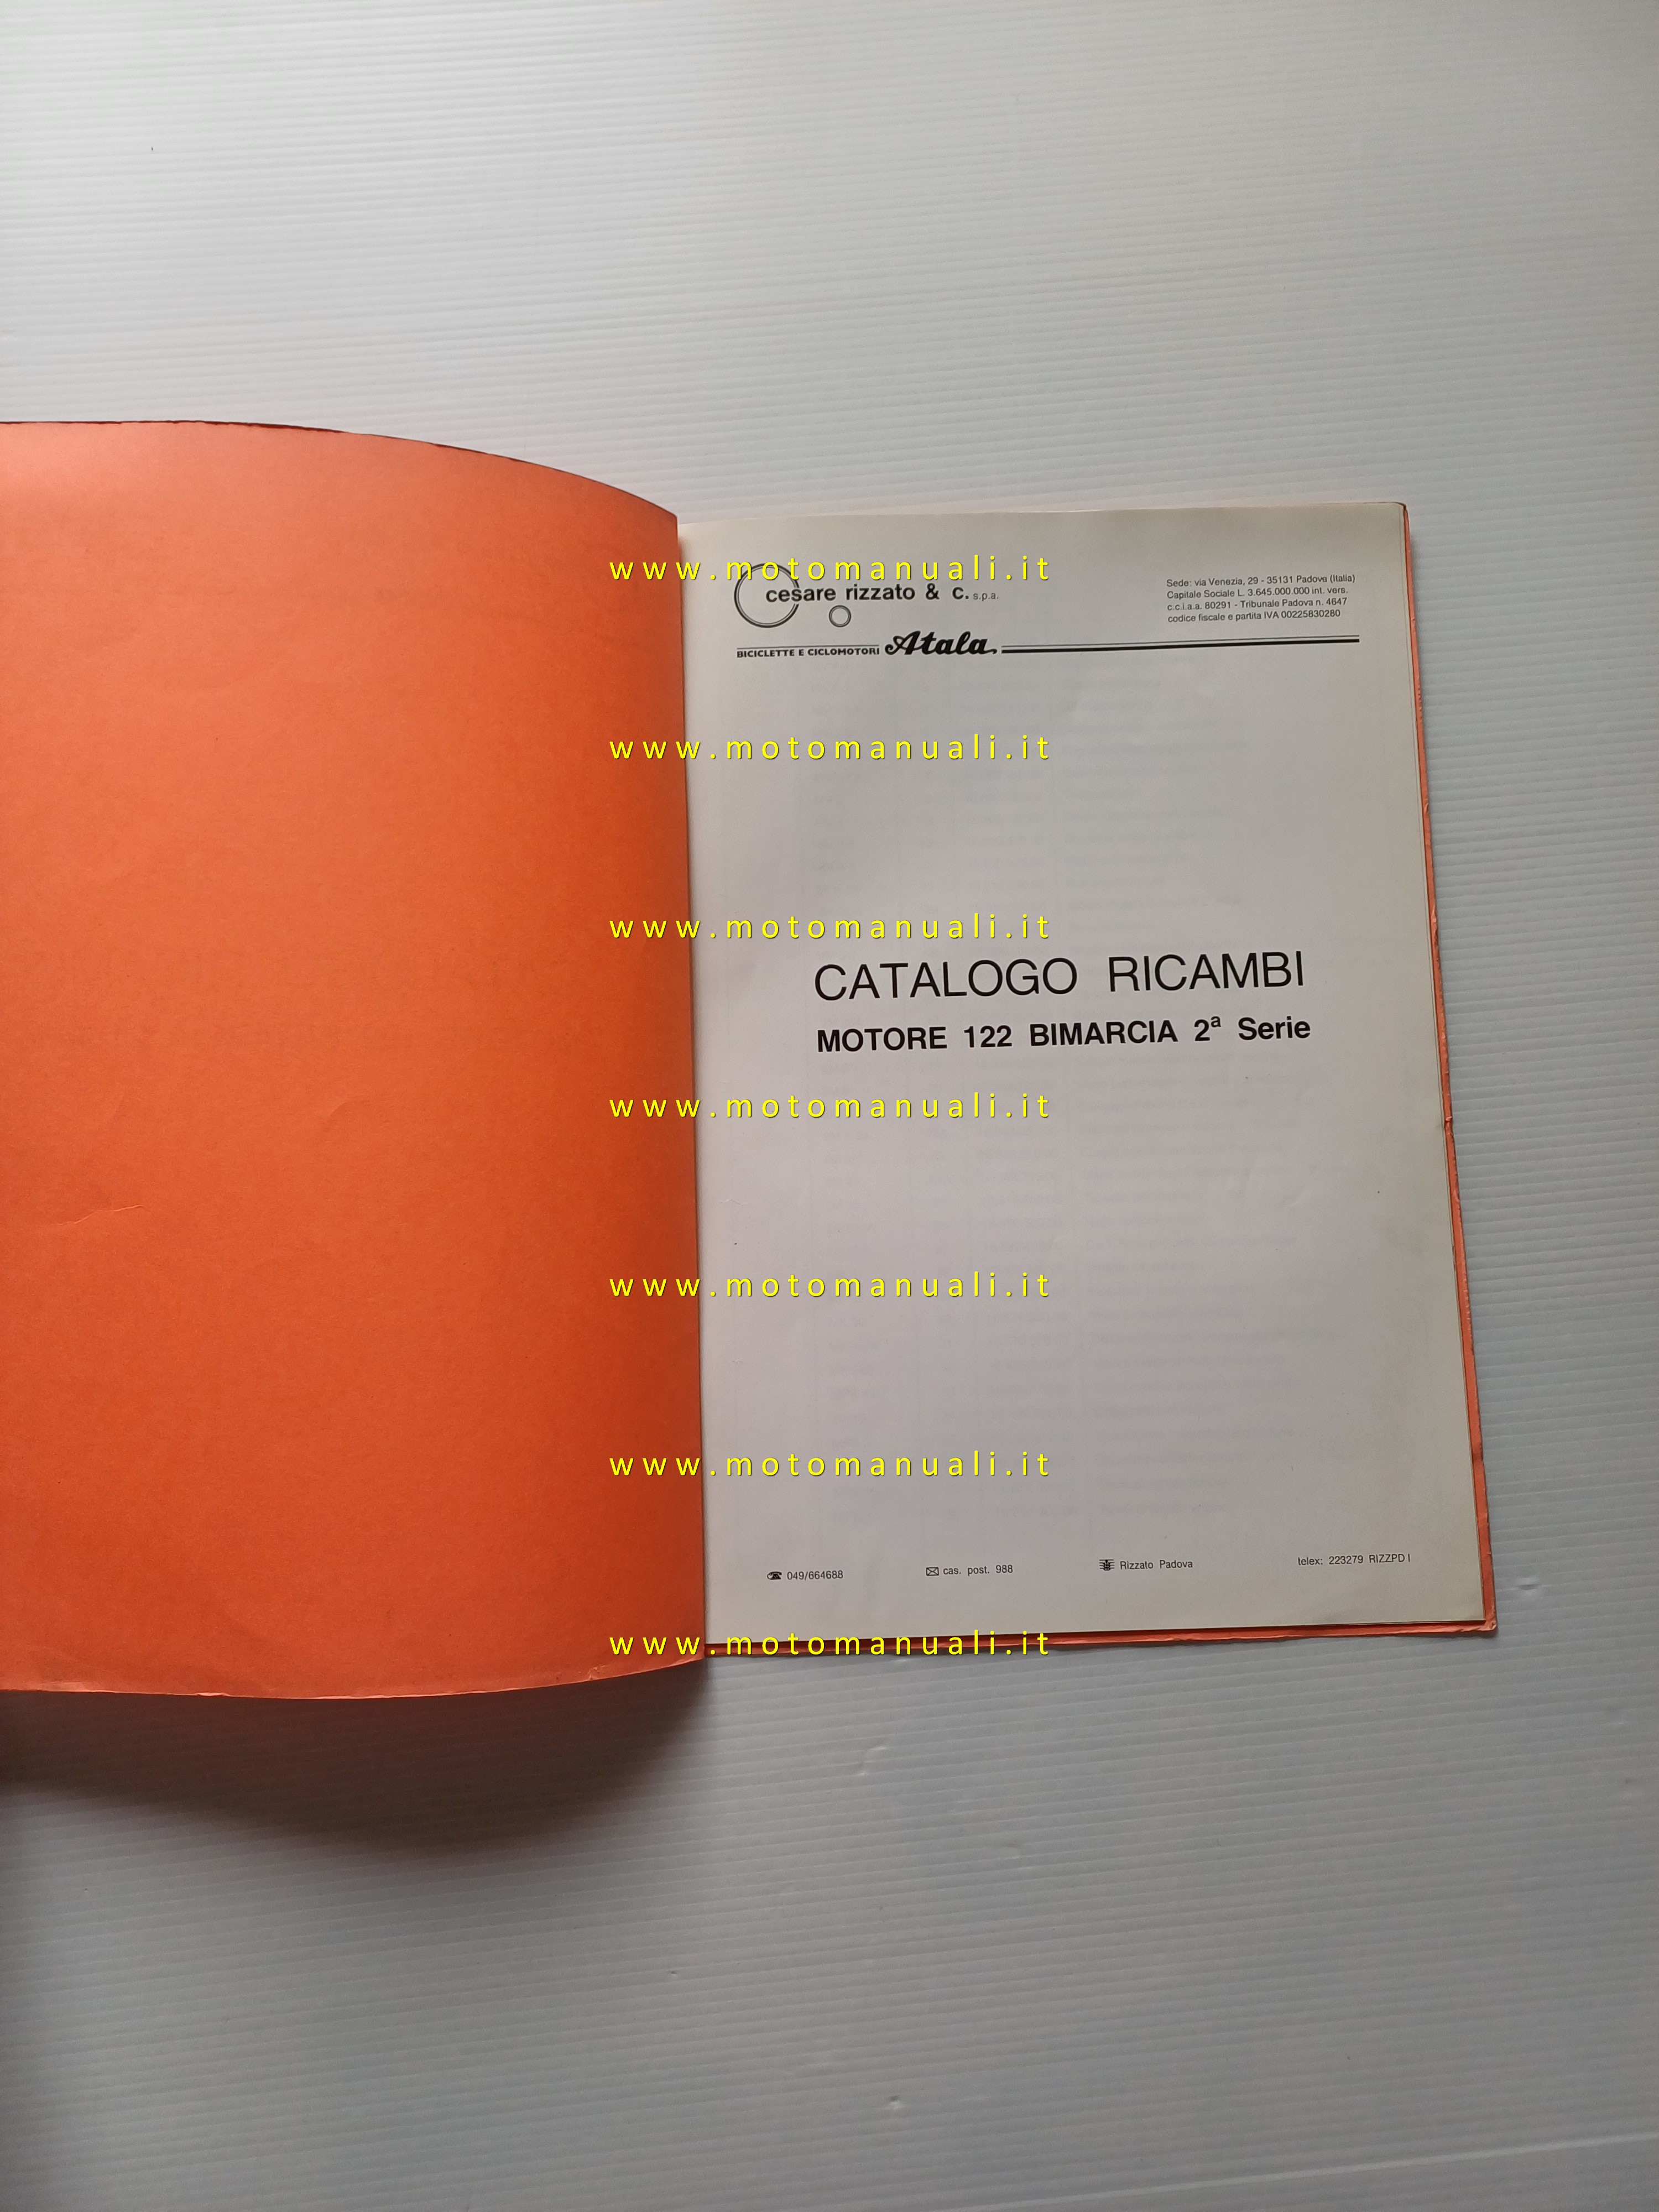 www.motomanuali.it
cesare rizzato & c. s.p.a.
Sede: via Venezia, 29 - 35131 Padova (Italia)
Capitale Sociale L. 3.645.000.000 int. vers.
c.c.i.a.a. 80291 - Tribunale Padova n. 4647
codice fiscale e partita IVA 00225830280
BICICLETTE E CICLOMOTORI Atala
www.motomanuali.it
www.motomanuali.it
CATALOGO RICAMBI
MOTORE 122 BIMARCIA 2ª Serie
www.motomanuali.it
www.motomanuali.it
www.motomanuali.it
049/664688
cas. post. 988
Rizzato Padova
telex: 223279 RIZZPD I
www.motomanuali.it